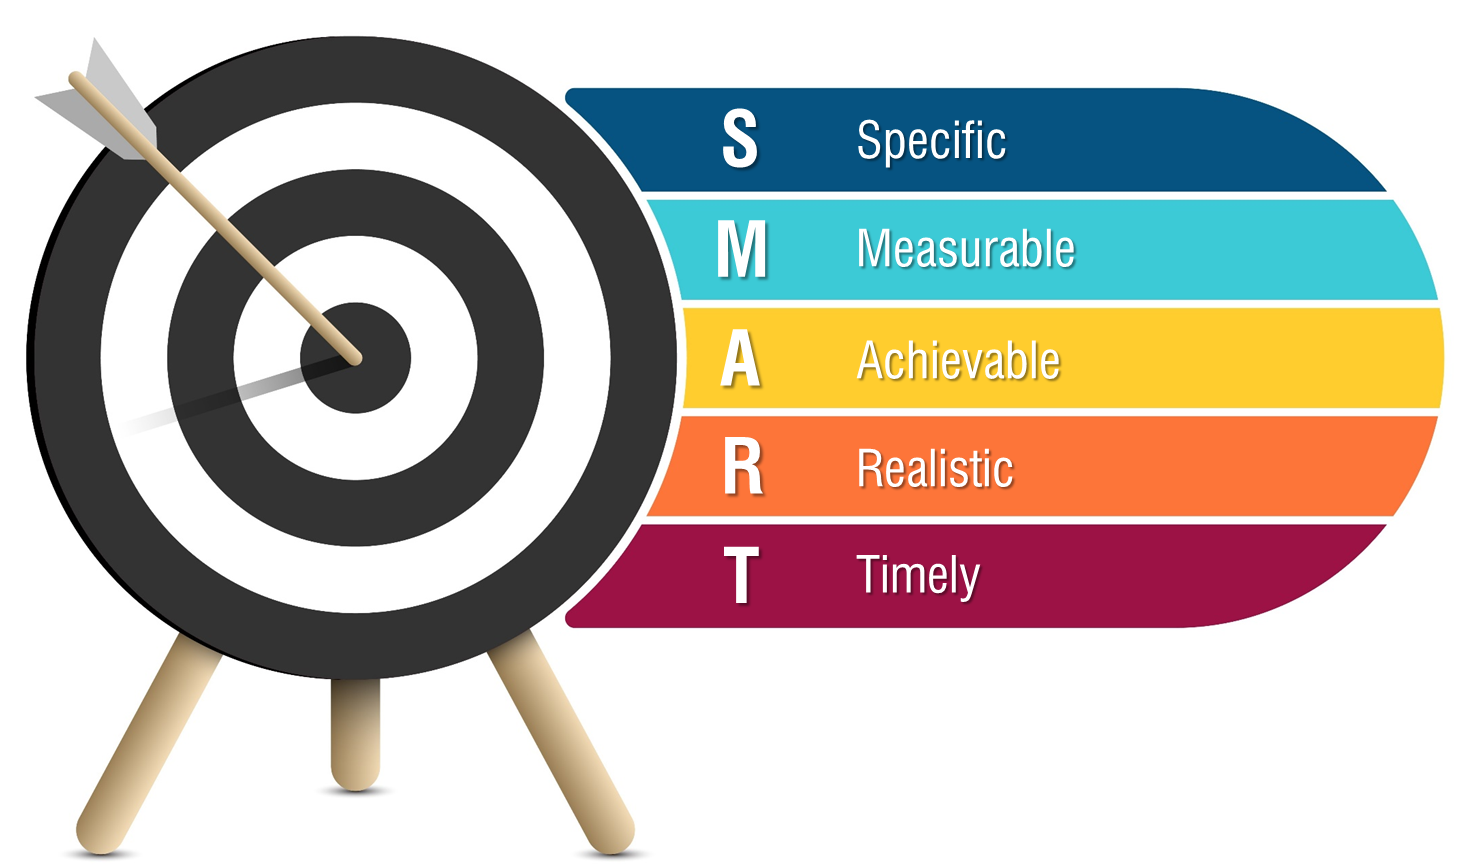 S Specific
M Measurable
A Achievable
R Realistic
T Timely